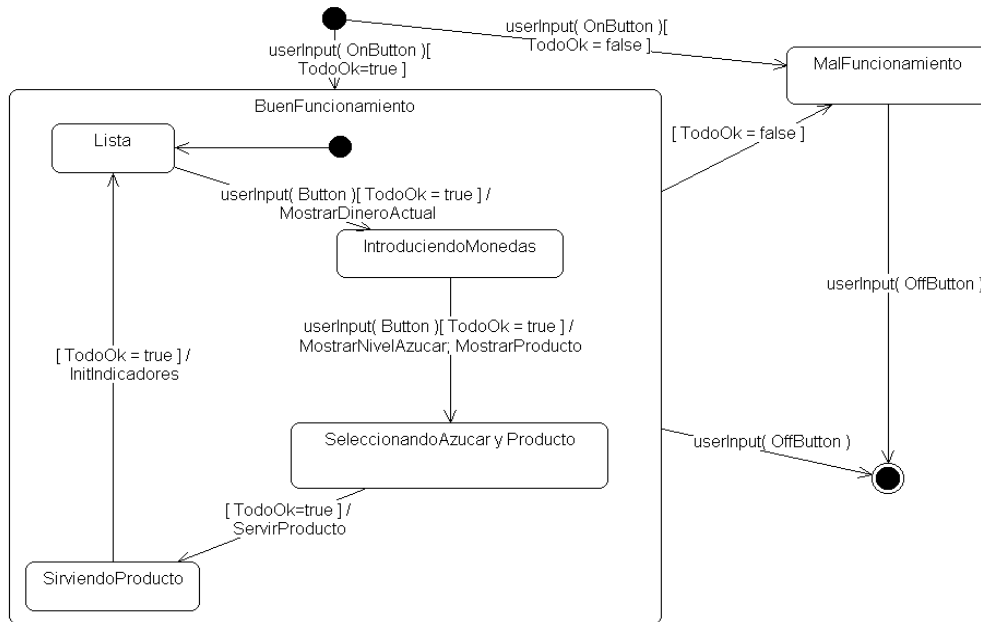 userInput( OnButton )[
TodoOk = false ]
userInput( OnButton )[
TodoOk=true ]
MalFuncionamiento
BuenFuncionamiento
Lista
[ TodoOk = false ]
userInput( Button )[ TodoOk = true ] /
MostrarDineroActual
IntroduciendoMonedas
userInput( OffButton )
userInput( Button )[ TodoOk = true ] /
MostrarNivelAzucar; MostrarProducto
[ TodoOk = true ] /
InitIndicadores
SeleccionandoAzucar y Producto
userInput( OffButton )
[ TodoOk=true ] /
ServirProducto
SirviendoProducto